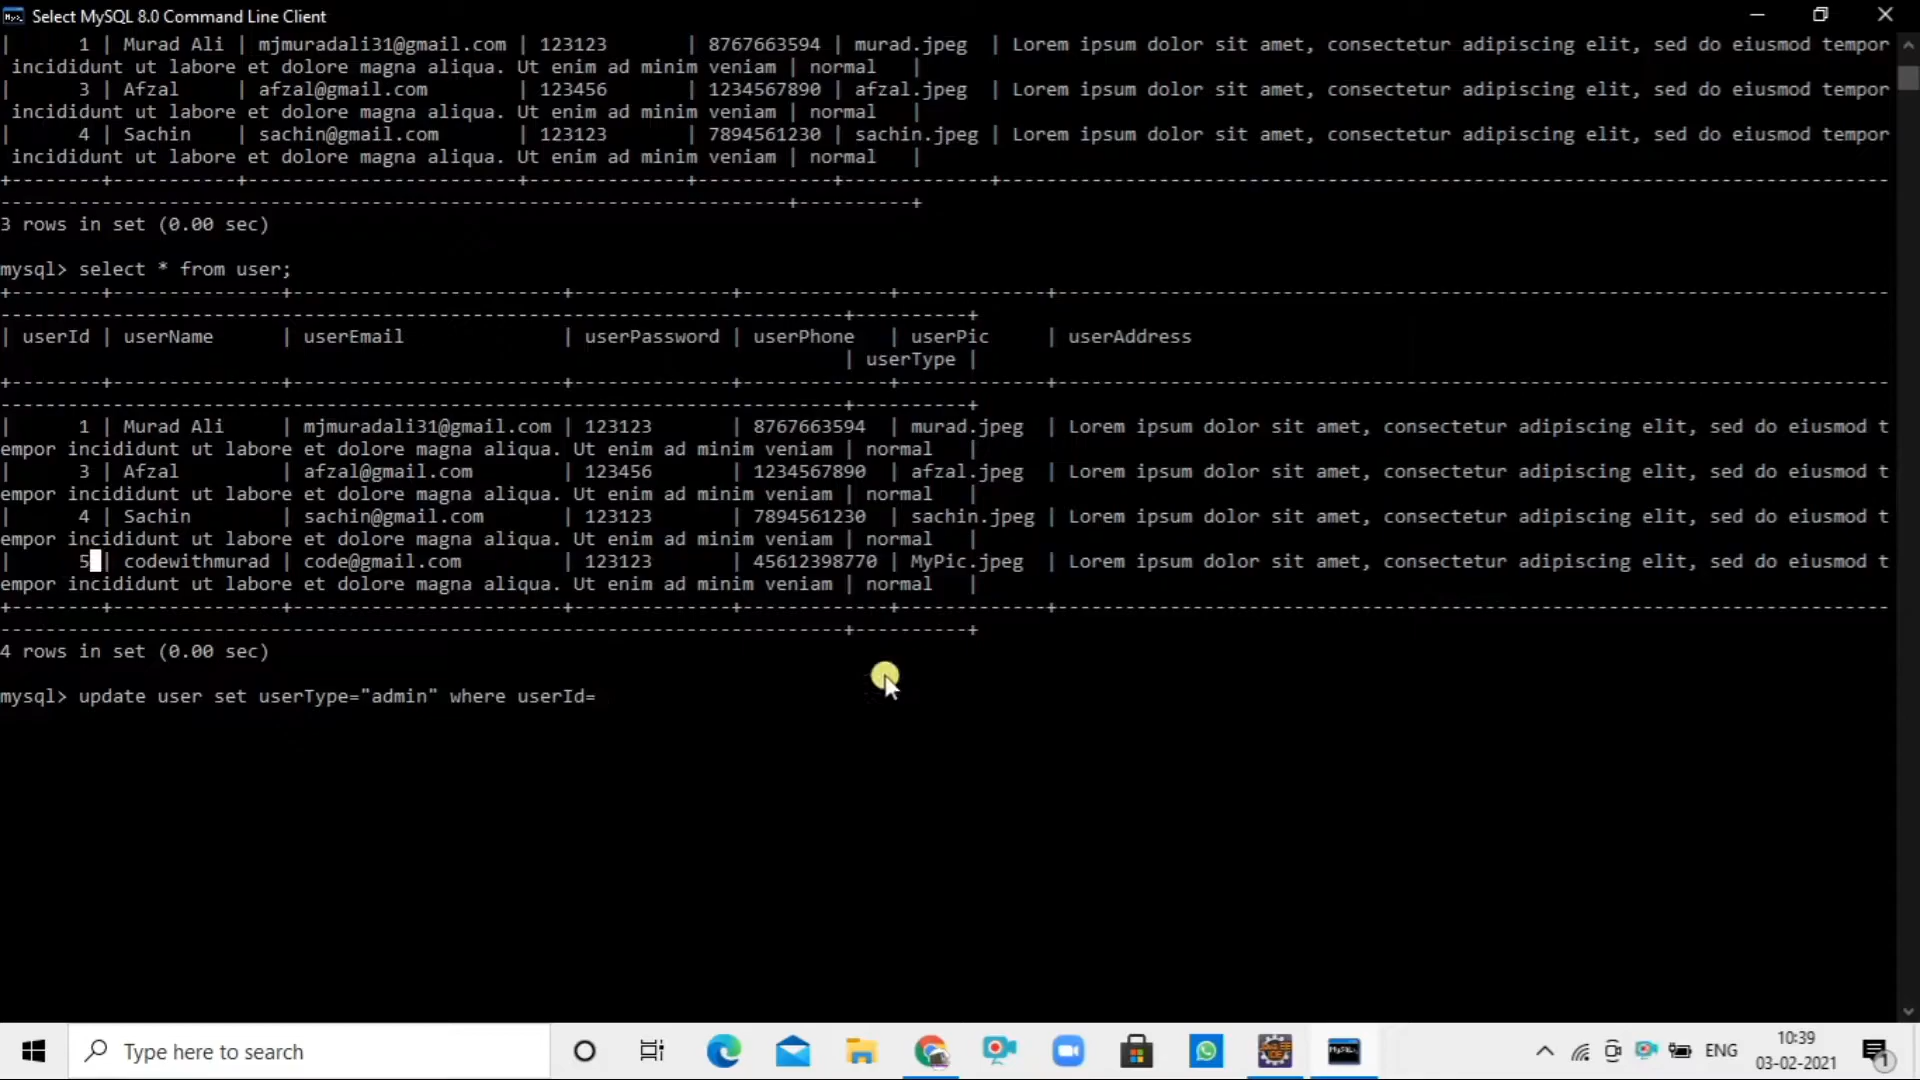 Select MySQL 8.0 Command Line Client
|      1 | Murad Ali | mjmuradali31@gmail.com | 123123       | 8767663594 | murad.jpeg  | Lorem ipsum dolor sit amet, consectetur adipiscing elit, sed do eiusmod tempor
 incididunt ut labore et dolore magna aliqua. Ut enim ad minim veniam | normal   |
|      3 | Afzal     | afzal@gmail.com        | 123456       | 1234567890 | afzal.jpeg  | Lorem ipsum dolor sit amet, consectetur adipiscing elit, sed do eiusmod tempor
 incididunt ut labore et dolore magna aliqua. Ut enim ad minim veniam | normal   |
|      4 | Sachin    | sachin@gmail.com       | 123123       | 7894561230 | sachin.jpeg | Lorem ipsum dolor sit amet, consectetur adipiscing elit, sed do eiusmod tempor
 incididunt ut labore et dolore magna aliqua. Ut enim ad minim veniam | normal   |
3 rows in set (0.00 sec)
mysql> select * from user;
| userId | userName      | userEmail              | userPassword | userPhone   | userPic     | userAddress
| userType |
|      1 | Murad Ali     | mjmuradali31@gmail.com | 123123       | 8767663594  | murad.jpeg  | Lorem ipsum dolor sit amet, consectetur adipiscing elit, sed do eiusmod t
empor incididunt ut labore et dolore magna aliqua. Ut enim ad minim veniam | normal   |
|      3 | Afzal         | afzal@gmail.com        | 123456       | 1234567890  | afzal.jpeg  | Lorem ipsum dolor sit amet, consectetur adipiscing elit, sed do eiusmod t
empor incididunt ut labore et dolore magna aliqua. Ut enim ad minim veniam | normal   |
|      4 | Sachin        | sachin@gmail.com       | 123123       | 7894561230  | sachin.jpeg | Lorem ipsum dolor sit amet, consectetur adipiscing elit, sed do eiusmod t
empor incididunt ut labore et dolore magna aliqua. Ut enim ad minim veniam | normal   |
|      5 | codewithmurad | code@gmail.com         | 123123       | 45612398770 | MyPic.jpeg  | Lorem ipsum dolor sit amet, consectetur adipiscing elit, sed do eiusmod t
empor incididunt ut labore et dolore magna aliqua. Ut enim ad minim veniam | normal   |
4 rows in set (0.00 sec)
mysql> update user set userType="admin" where userId=
Type here to search
ENG
10:39
03-02-2021
1